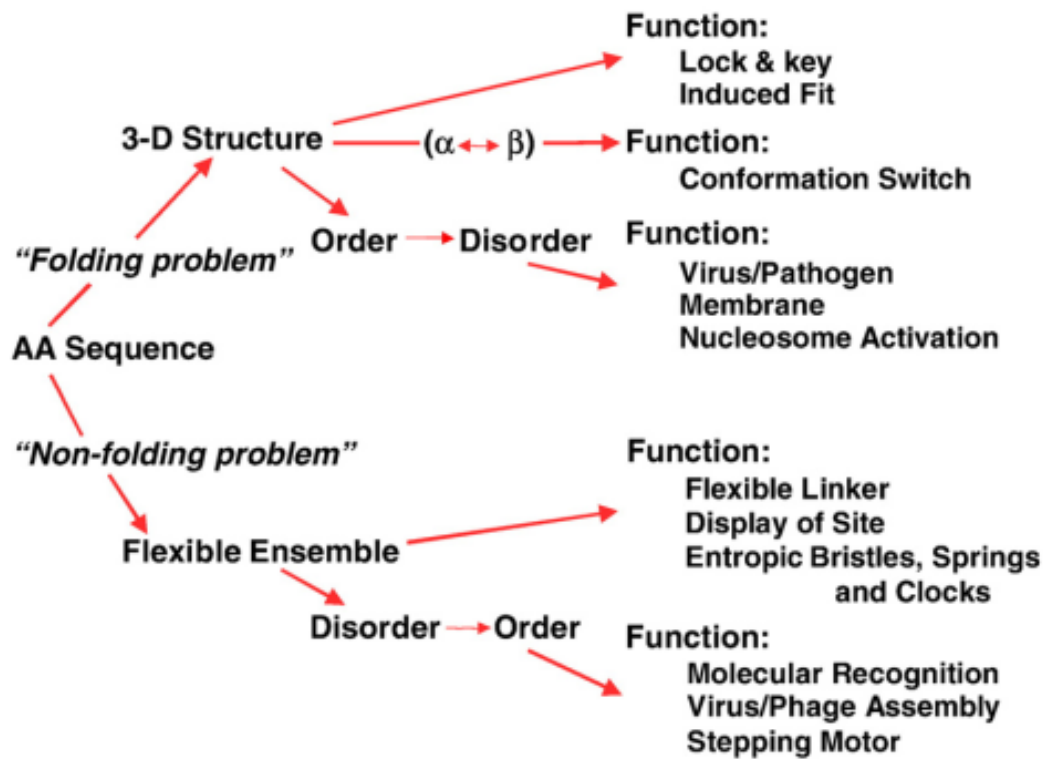 Function:
Lock & key
Induced Fit
3-D Structure
(α ↔ β)
Function:
Conformation Switch
Order → Disorder
Function:
Virus/Pathogen
Membrane
Nucleosome Activation
"Folding problem"
AA Sequence
"Non-folding problem"
Function:
Flexible Linker
Display of Site
Entropic Bristles, Springs
and Clocks
Flexible Ensemble
Disorder → Order
Function:
Molecular Recognition
Virus/Phage Assembly
Stepping Motor